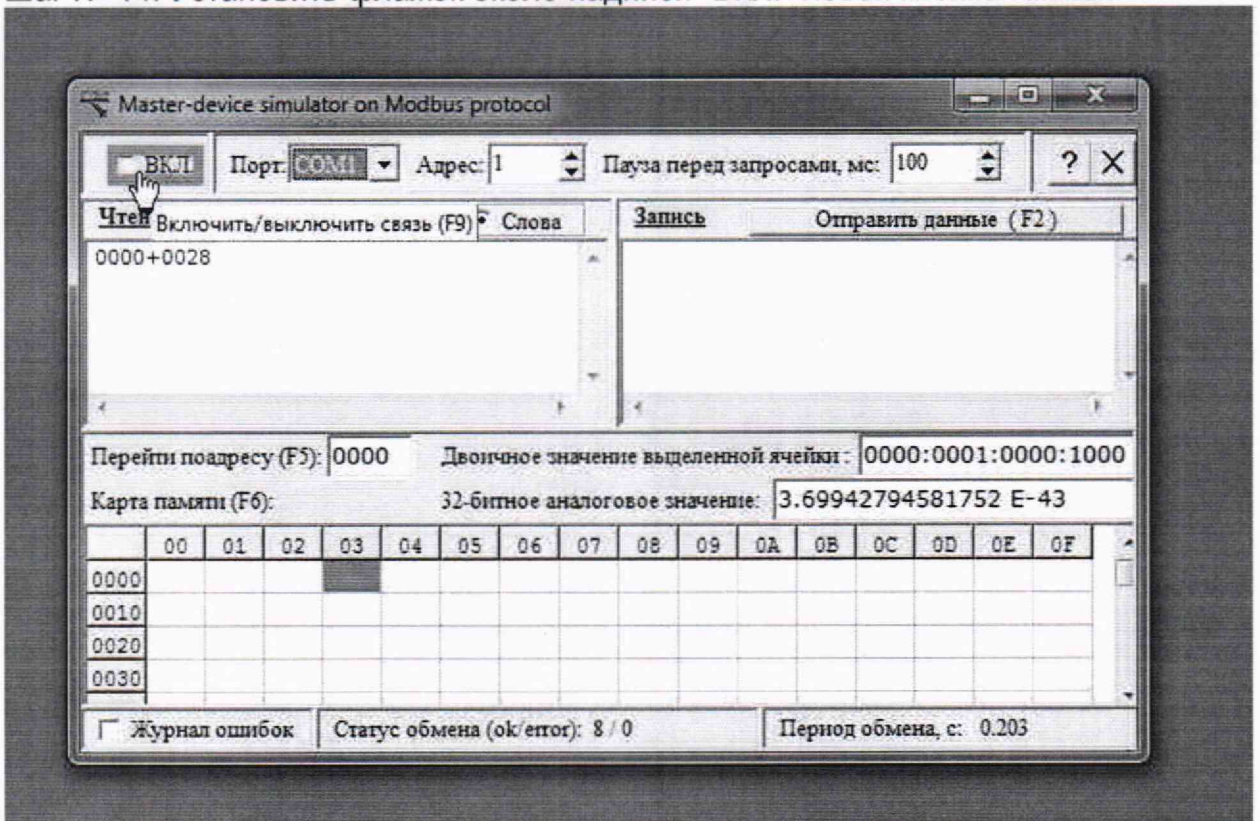 Master-device simulator on Modbus protocol
ВКЛ Порт: COM1 Адрес: 1 Пауза перед запросами, мс: 100 ? X
Включить/выключить связь (F9) Слова Запись Отправить данные (F2)
0000+0028
Перейти поадресу (F5): 0000 Двоичное значение выделенной ячейки: 0000:0001:0000:1000
Карта памяти (F6): 32-битное аналоговое значение: 3.69942794581752 E-43
00 01 02 03 04 05 06 07 08 09 0A 0B 0C 0D 0E 0F
0000
0010
0020
0030
Журнал ошибок Статус обмена (ok/error): 8 / 0 Период обмена, с: 0.203